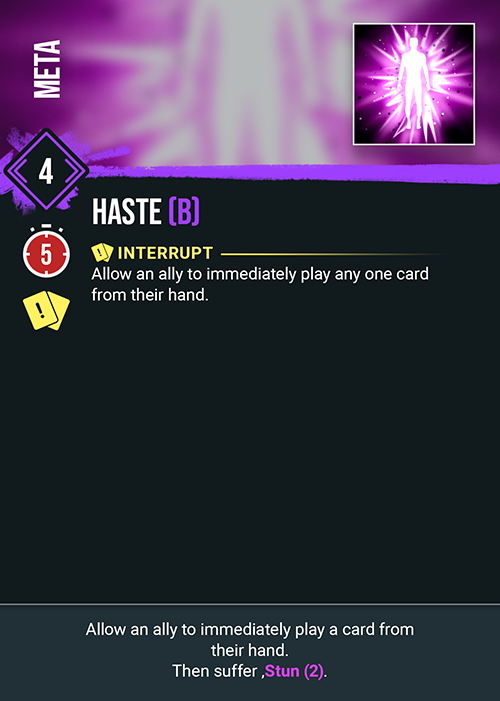 META
4
HASTE (B)
5
! INTERRUPT
Allow an ally to immediately play any one card
from their hand.
!
Allow an ally to immediately play a card from
their hand.
Then suffer ,Stun (2).